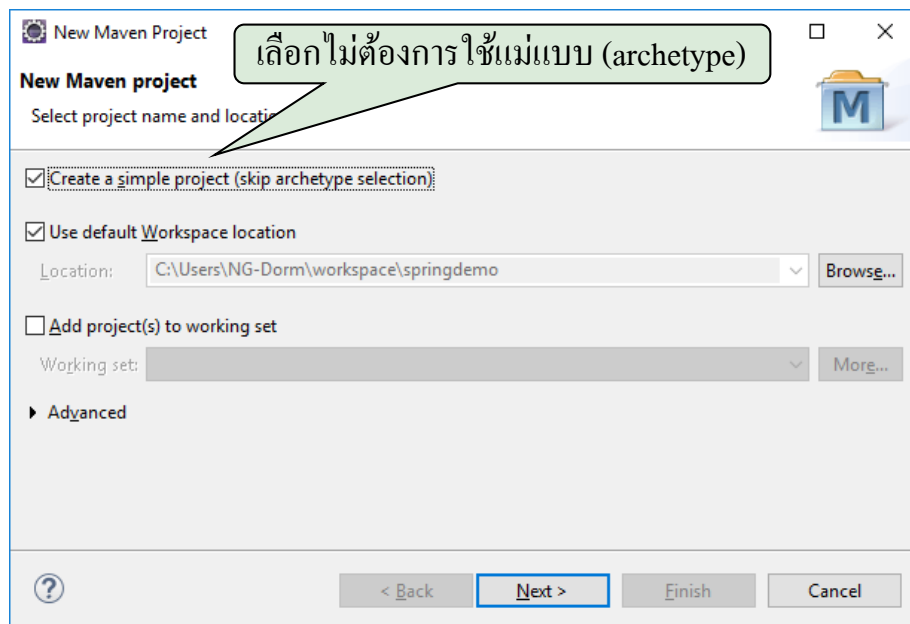 New Maven Project
เลือกไม่ต้องการใช้แม่แบบ (archetype)
New Maven project
Select project name and locatio
Create a simple project (skip archetype selection)
Use default Workspace location
Location: C:\Users\NG-Dorm\workspace\springdemo Browse...
Add project(s) to working set
Working set: More...
Advanced
? < Back Next > Finish Cancel